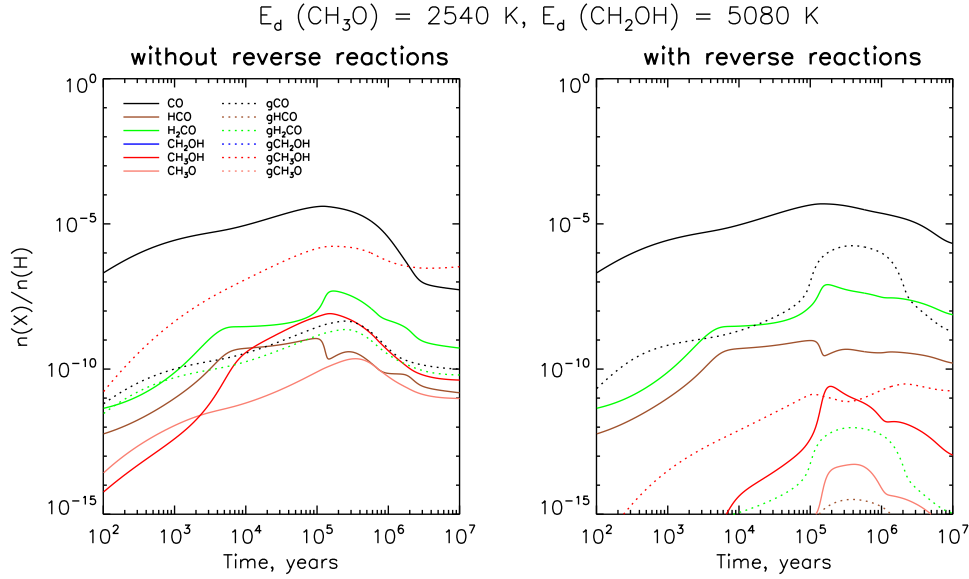 E_d (CH₃O) = 2540 K, E_d (CH₂OH) = 5080 K
without reverse reactions
with reverse reactions
n(X)/n(H)
10⁰
10⁻⁵
10⁻¹⁰
10⁻¹⁵
CO
HCO
H₂CO
CH₂OH
CH₃OH
CH₃O
gCO
gHCO
gH₂CO
gCH₂OH
gCH₃OH
gCH₃O
10² 10³ 10⁴ 10⁵ 10⁶ 10⁷
Time, years
10⁰
10⁻⁵
10⁻¹⁰
10⁻¹⁵
10² 10³ 10⁴ 10⁵ 10⁶ 10⁷
Time, years